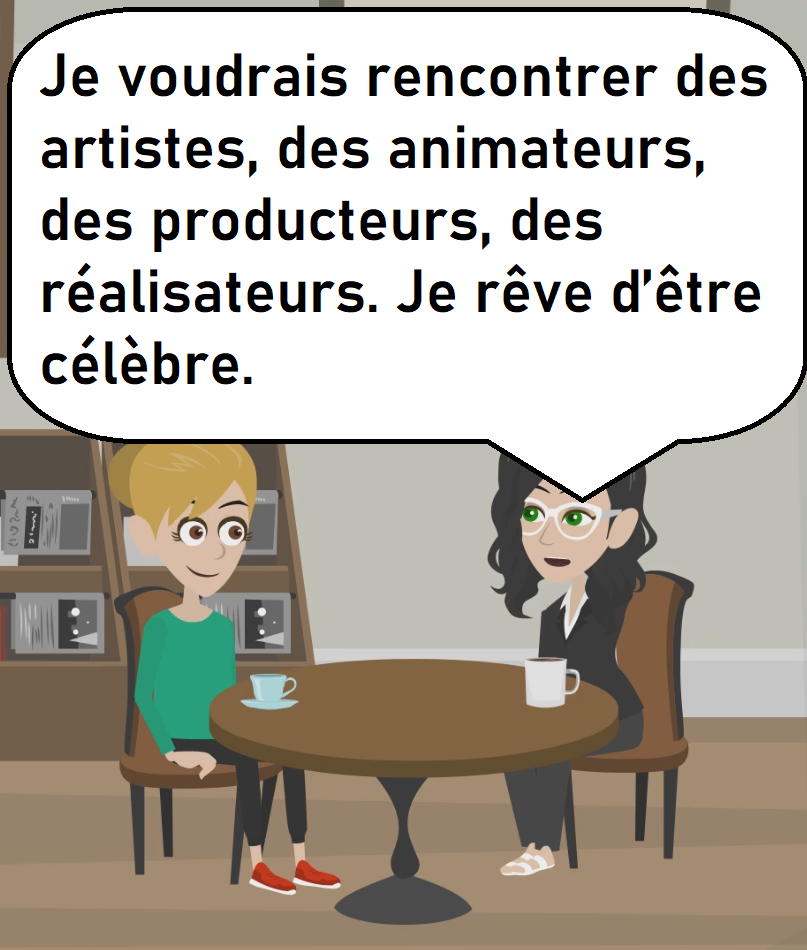 Je voudrais rencontrer des
artistes, des animateurs,
des producteurs, des
réalisateurs. Je rêve d’être
célèbre.